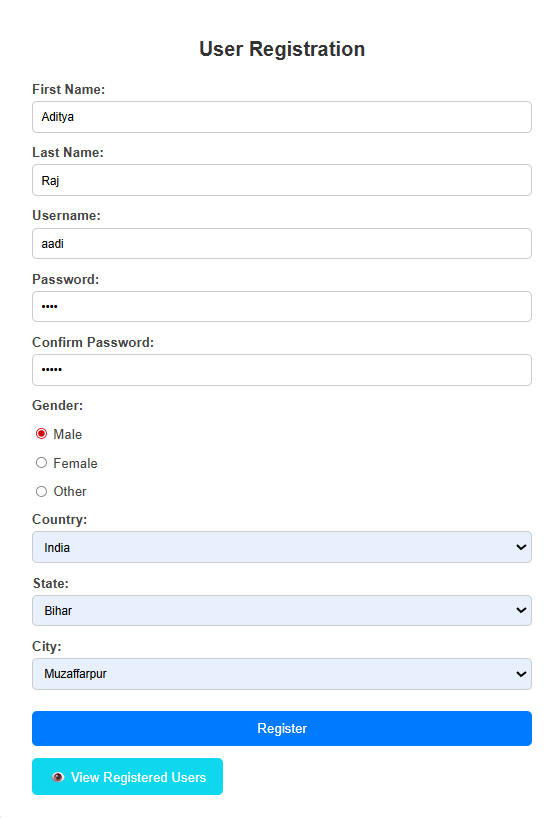 User Registration
First Name:
Aditya
Last Name:
Raj
Username:
aadi
Password:
••••
Confirm Password:
•••••
Gender:
Male
Female
Other
Country:
India
State:
Bihar
City:
Muzaffarpur
Register
View Registered Users